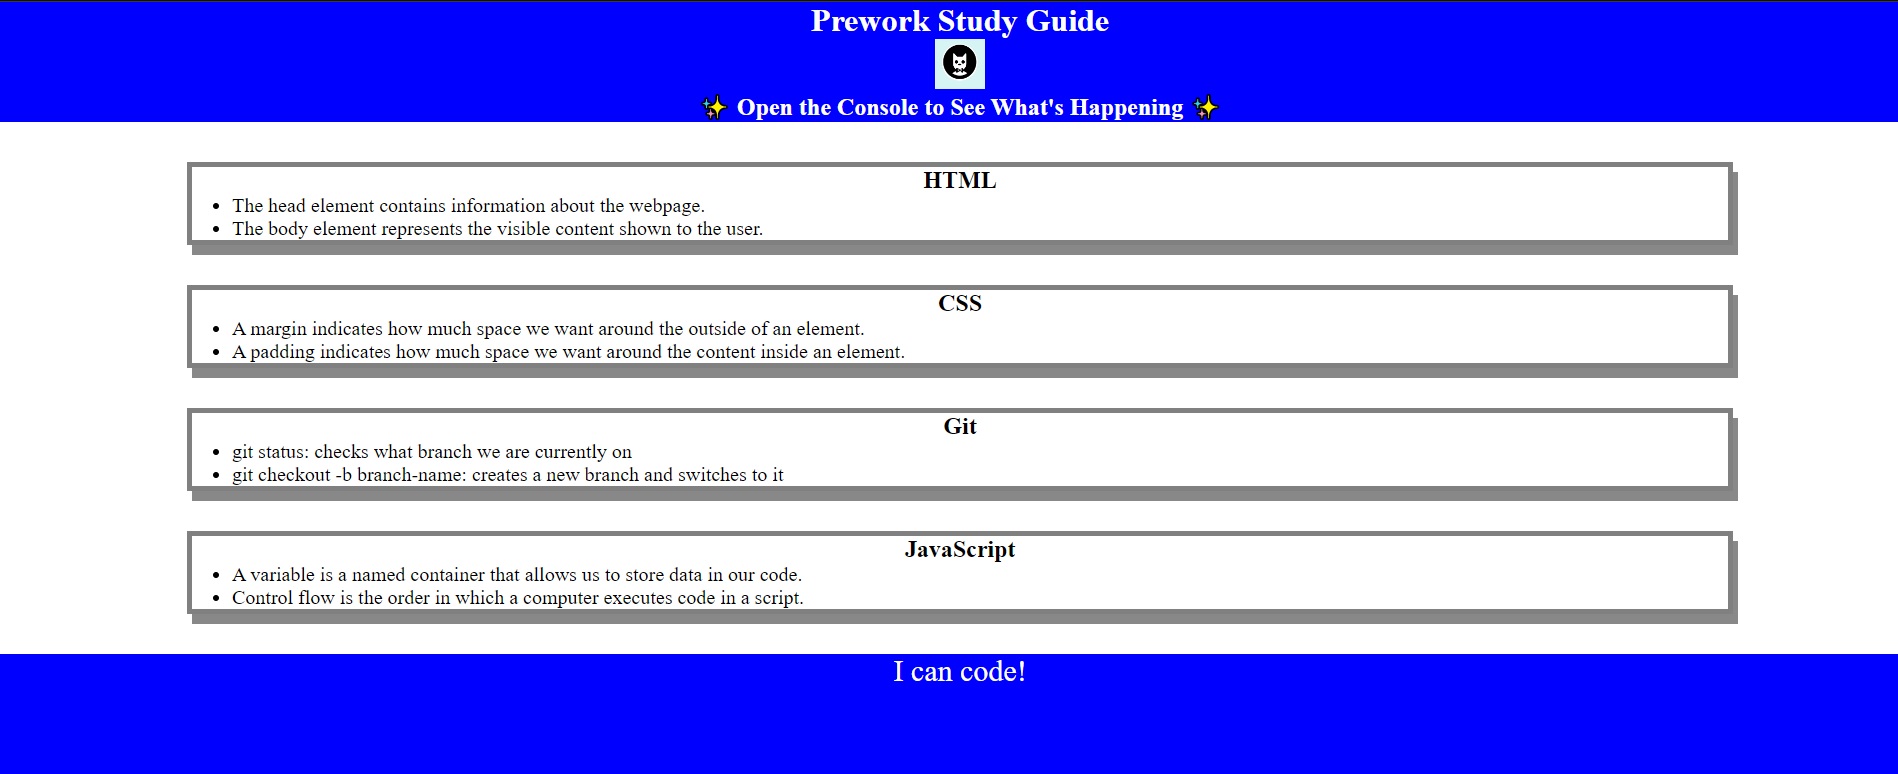 Prework Study Guide
✨ Open the Console to See What's Happening ✨
HTML
• The head element contains information about the webpage.
• The body element represents the visible content shown to the user.
CSS
• A margin indicates how much space we want around the outside of an element.
• A padding indicates how much space we want around the content inside an element.
Git
• git status: checks what branch we are currently on
• git checkout -b branch-name: creates a new branch and switches to it
JavaScript
• A variable is a named container that allows us to store data in our code.
• Control flow is the order in which a computer executes code in a script.
I can code!